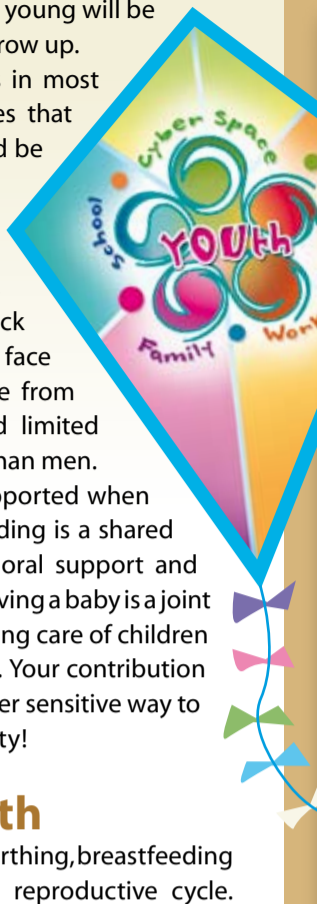 young will be
row up.
in most
es that
d be
Cyber Space
School
YOUth
Family
Work
ck
face
e from
d limited
han men.
pported when
ding is a shared
oral support and
ving a baby is a joint
ng care of children
. Your contribution
er sensitive way to
ty!
th
rthing, breastfeeding
reproductive cycle.